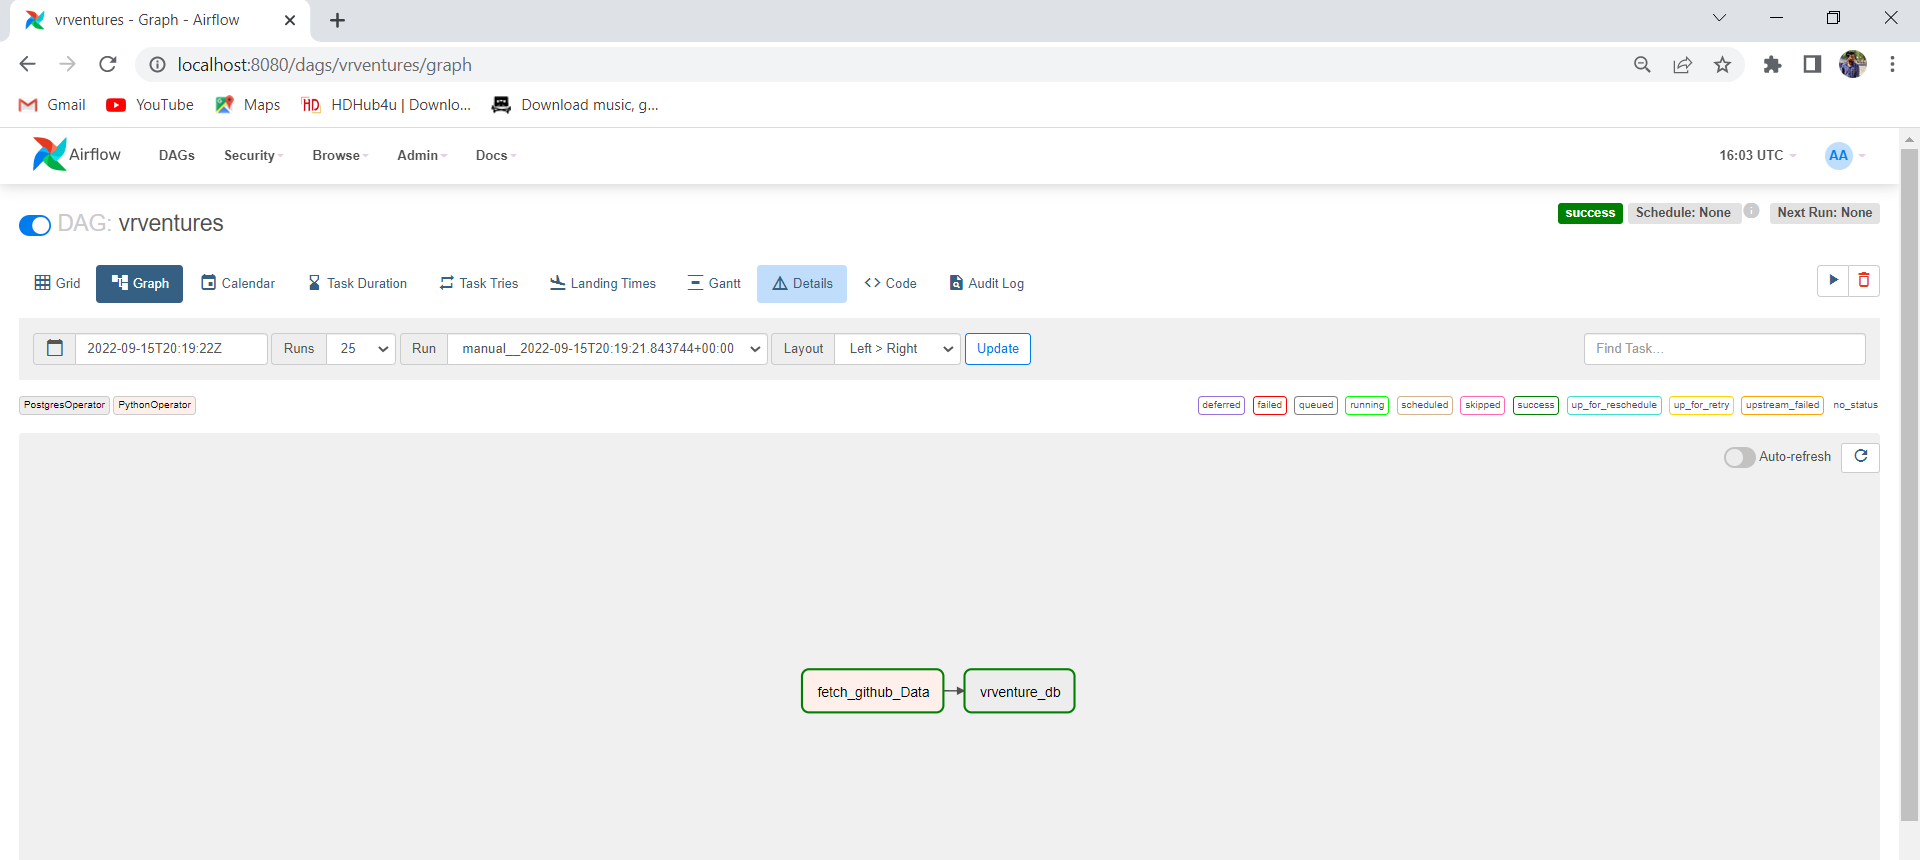 vrventures - Graph - Airflow
localhost:8080/dags/vrventures/graph
Gmail YouTube Maps HD HDHub4u | Downlo... Download music, g...
Airflow DAGs Security Browse Admin Docs 16:03 UTC AA
DAG: vrventures success Schedule: None i Next Run: None
Grid Graph Calendar Task Duration Task Tries Landing Times Gantt Details <> Code Audit Log
2022-09-15T20:19:22Z Runs 25 Run manual__2022-09-15T20:19:21.843744+00:00 Layout Left > Right Update Find Task...
PostgresOperator PythonOperator deferred failed queued running scheduled skipped success up_for_reschedule up_for_retry upstream_failed no_status
Auto-refresh
fetch_github_Data vrventure_db